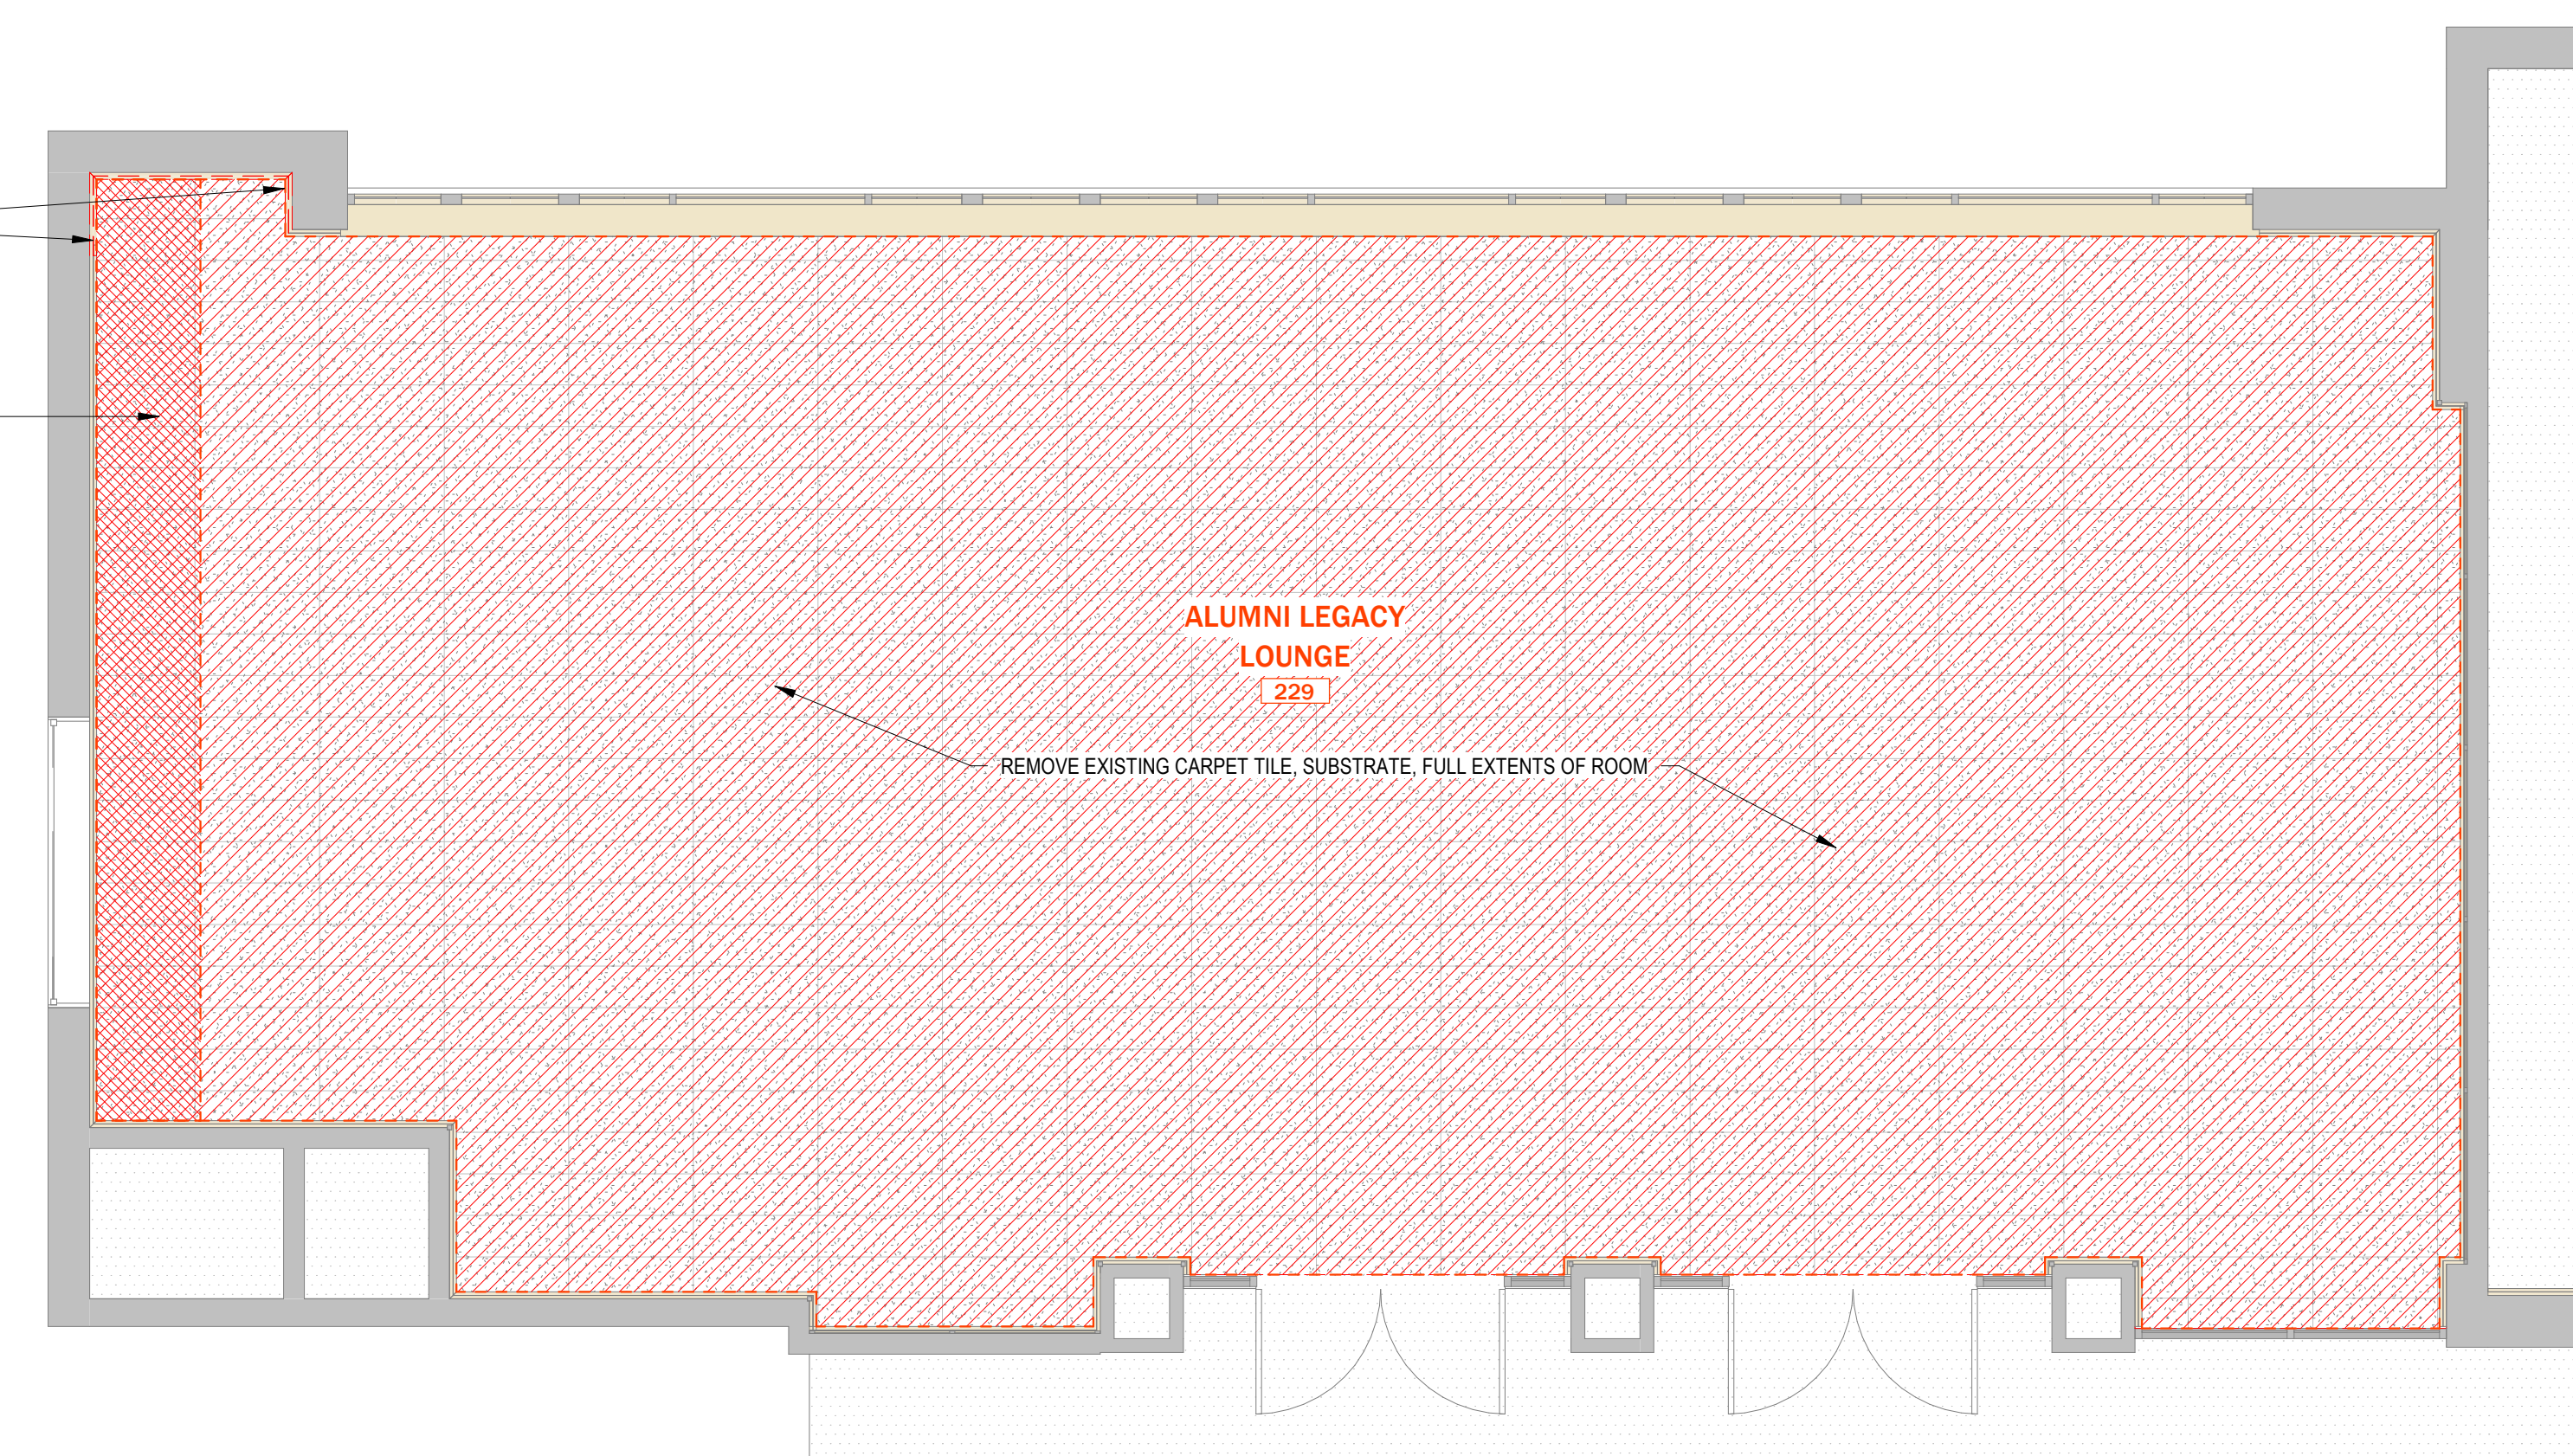 ALUMNI LEGACY
LOUNGE
229
REMOVE EXISTING CARPET TILE, SUBSTRATE, FULL EXTENTS OF ROOM